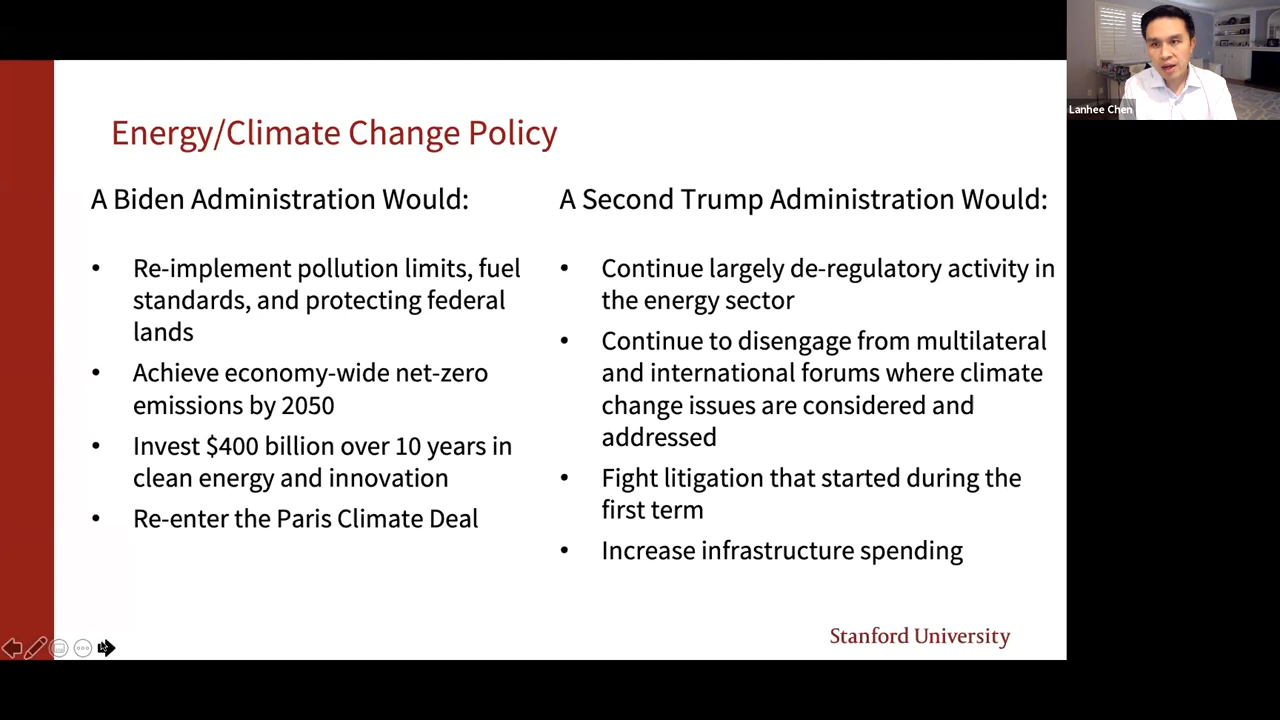 Energy/Climate Change Policy
A Biden Administration Would:
• Re-implement pollution limits, fuel
standards, and protecting federal
lands
• Achieve economy-wide net-zero
emissions by 2050
• Invest $400 billion over 10 years in
clean energy and innovation
• Re-enter the Paris Climate Deal
A Second Trump Administration Would:
• Continue largely de-regulatory activity in
the energy sector
• Continue to disengage from multilateral
and international forums where climate
change issues are considered and
addressed
• Fight litigation that started during the
first term
• Increase infrastructure spending
Stanford University
Lanhee Chen